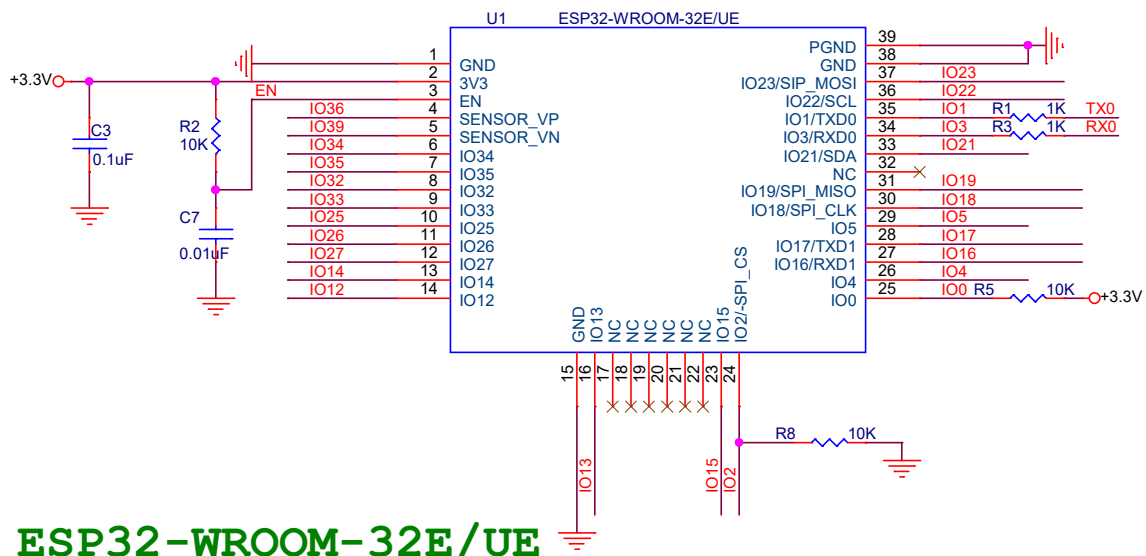 U1 ESP32-WROOM-32E/UE
+3.3V
C3
0.1uF
R2
10K
C7
0.01uF
EN
1 GND
2 3V3
3 EN
IO36 4 SENSOR_VP
IO39 5 SENSOR_VN
IO34 6 IO34
IO35 7 IO35
IO32 8 IO32
IO33 9 IO33
IO25 10 IO25
IO26 11 IO26
IO27 12 IO27
IO14 13 IO14
IO12 14 IO12
PGND 39
GND 38
IO23/SIP_MOSI 37 IO23
IO22/SCL 36 IO22
IO1/TXD0 35 IO1 R1 1K TX0
IO3/RXD0 34 IO3 R3 1K RX0
IO21/SDA 33 IO21
NC 32
IO19/SPI_MISO 31 IO19
IO18/SPI_CLK 30 IO18
IO5 29 IO5
IO17/TXD1 28 IO17
IO16/RXD1 27 IO16
IO4 26 IO4
IO0 25 IO0 R5 10K +3.3V
GND 15
IO13 16 IO13
NC 17
NC 18
NC 19
NC 20
NC 21
NC 22
IO15 23 IO15
IO2/-SPI_CS 24 IO2
R8 10K
ESP32-WROOM-32E/UE